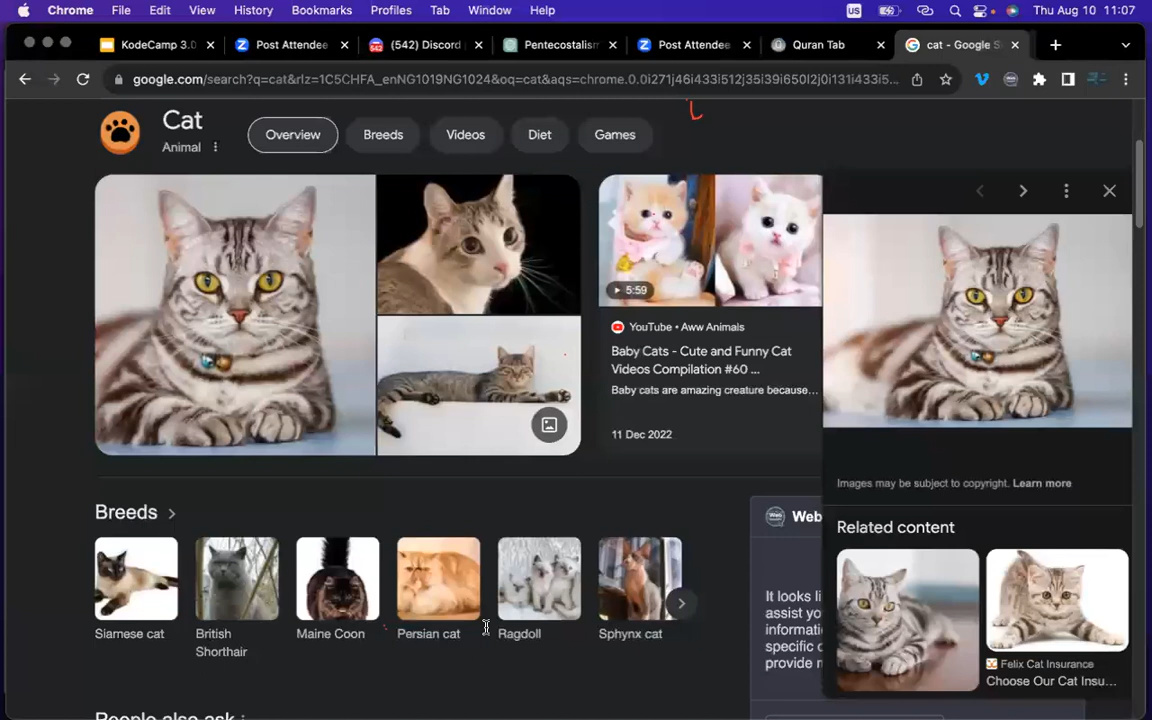 Chrome File Edit View History Bookmarks Profiles Tab Window Help US Thu Aug 10 11:07
KodeCamp 3.0 Post Attendee (542) Discord Pentecostalism Post Attendee Quran Tab cat - Google S
google.com/search?q=cat&rlz=1C5CHFA_enNG1019NG1024&oq=cat&aqs=chrome.0.0i271j46i433i512j35i39i650l2j0i131i433i5...
Cat
Animal
Overview Breeds Videos Diet Games
5:59
YouTube • Aww Animals
Baby Cats - Cute and Funny Cat
Videos Compilation #60 ...
Baby cats are amazing creature because...
11 Dec 2022
Images may be subject to copyright. Learn more
Related content
Felix Cat Insurance
Choose Our Cat Insu...
Breeds
Siamese cat
British
Shorthair
Maine Coon
Persian cat
Ragdoll
Sphynx cat
Web
It looks li
assist yo
informati
specific c
provide r
People also ask